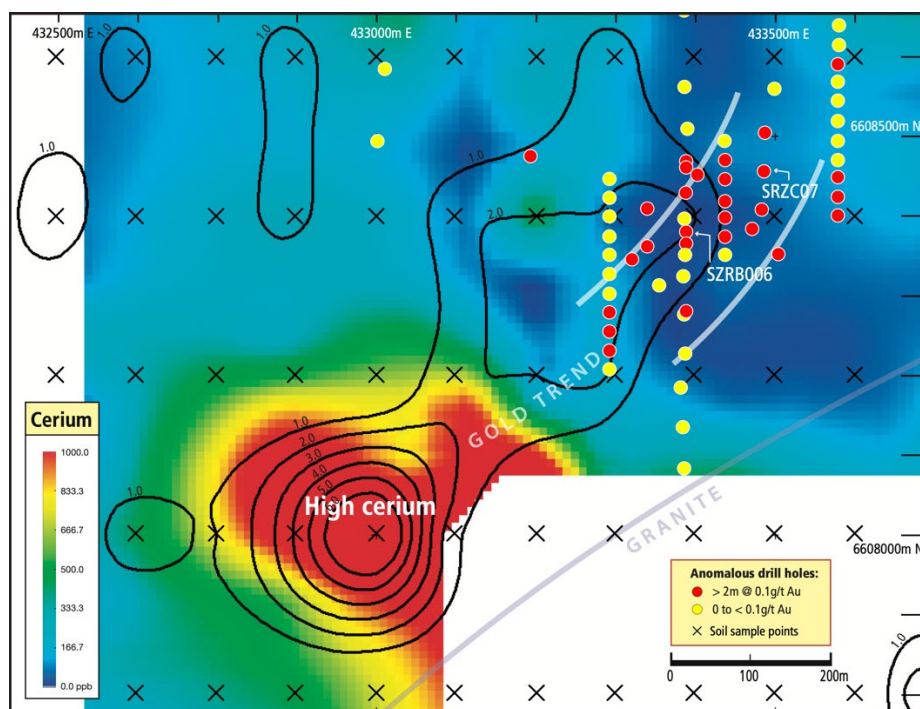 432500m E
433000m E
433500m E
1.0
1.0
1.0
6608500m N
1.0
SRZC07
2.0
SZRB006
GOLD TREND
Cerium
1000.0
833.3
666.7
500.0
333.3
166.7
0.0 ppb
1.0
2.0
3.0
4.0
5.0
High cerium
1.0
GRANITE
6608000m N
Anomalous drill holes:
> 2m @ 0.1g/t Au
0 to < 0.1g/t Au
Soil sample points
0 100 200m
1.0